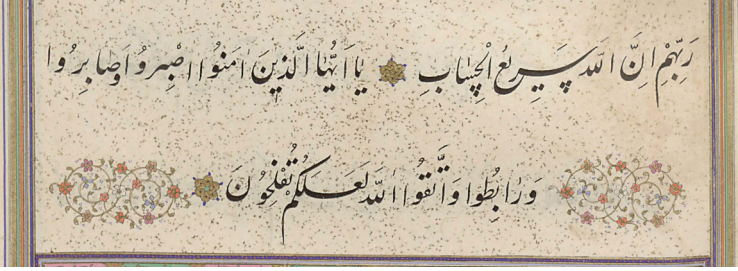 رَبِّهِمْ اِنَّ اللّٰهَ سَرِيعُ الْحِسَابِ يَا اَيُّهَا الَّذِينَ اٰمَنُوا اصْبِرُوا وَصَابِرُوا
وَرَابِطُوا وَاتَّقُوا اللّٰهَ لَعَلَّكُمْ تُفْلِحُونَ